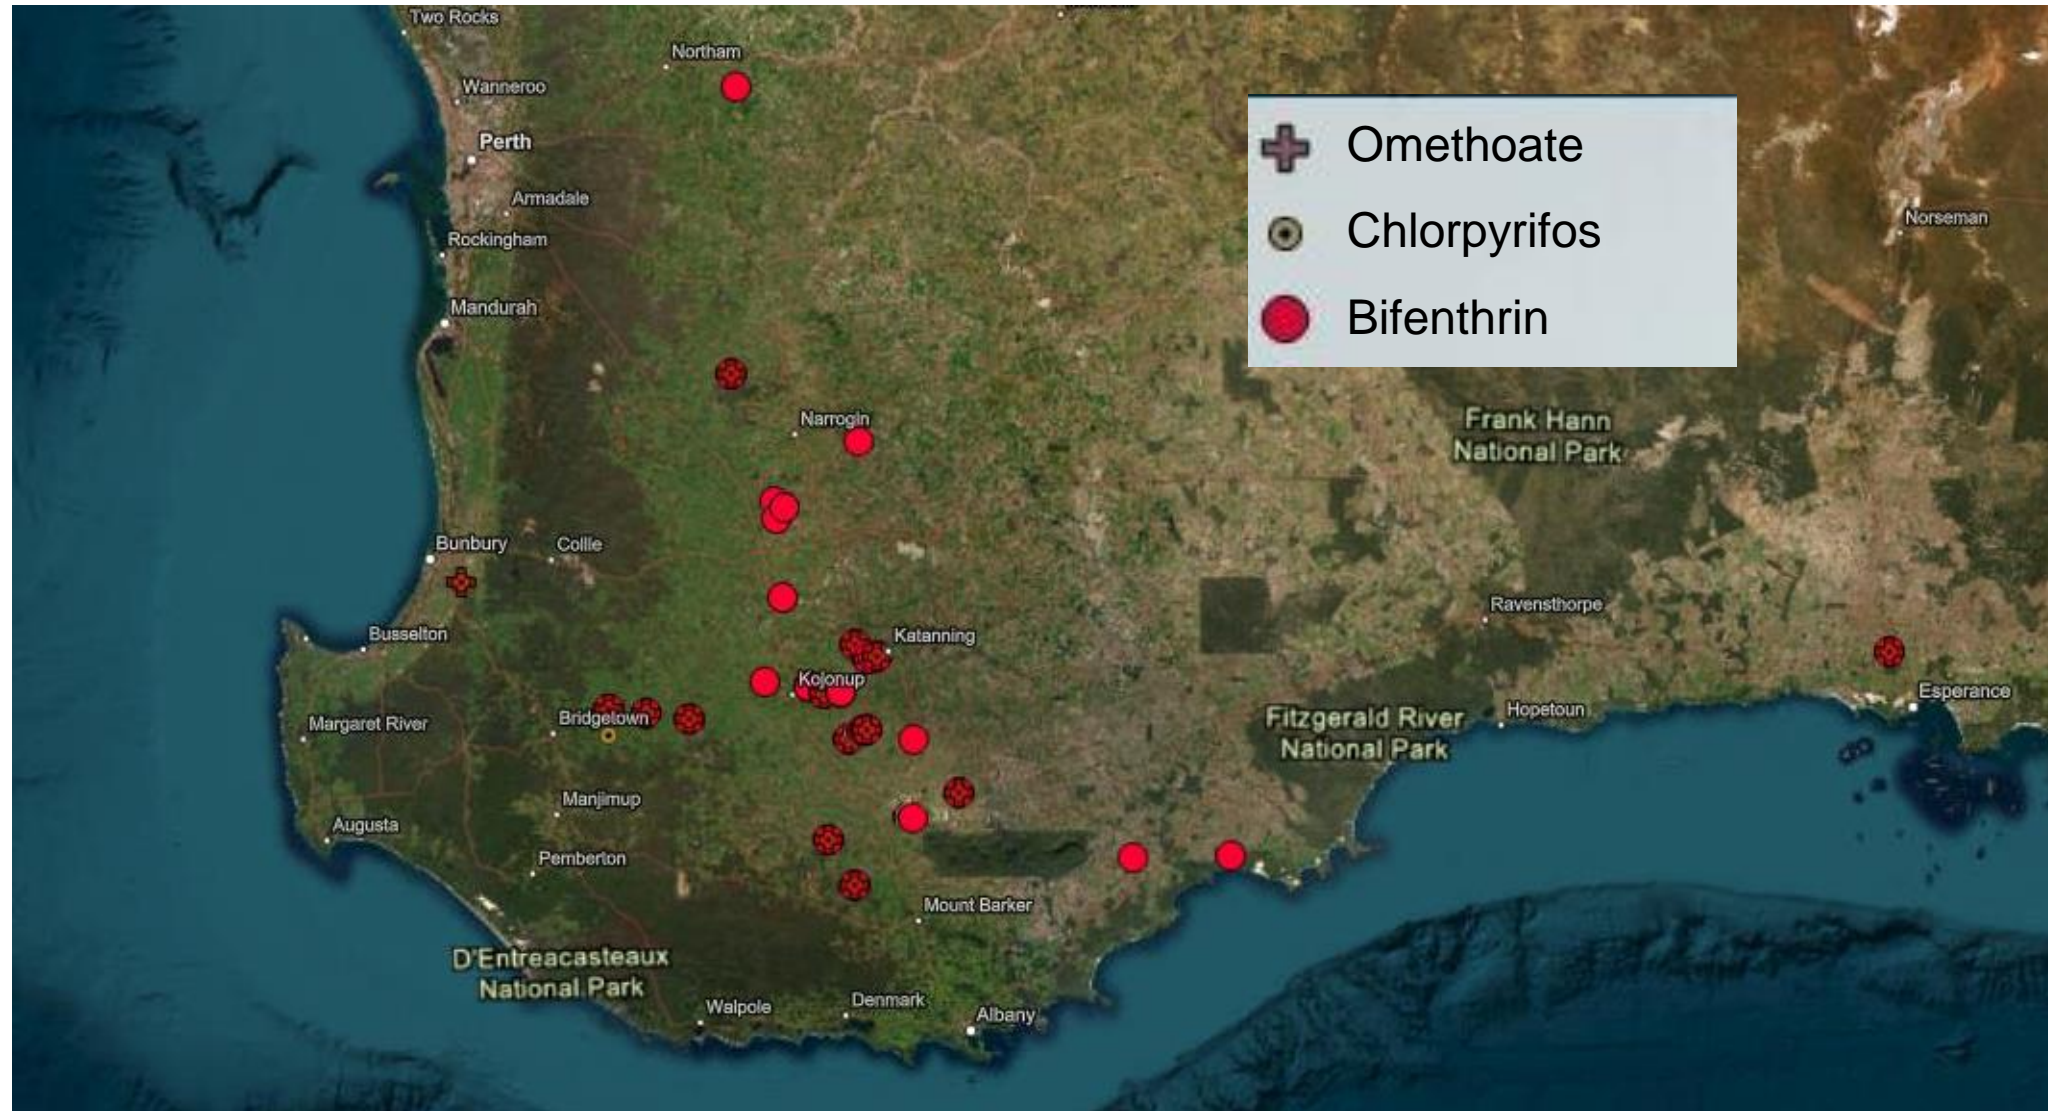 Two Rocks
Northam
Wanneroo
Perth
Armadale
Rockingham
Mandurah
Omethoate
Chlorpyrifos
Bifenthrin
Norseman
Narrogin
Frank Hann
National Park
Bunbury
Collie
Busselton
Katanning
Ravensthorpe
Kojonup
Margaret River
Bridgetown
Fitzgerald River
National Park
Hopetoun
Esperance
Manjimup
Augusta
Pemberton
Mount Barker
D'Entrecasteaux
National Park
Walpole
Denmark
Albany